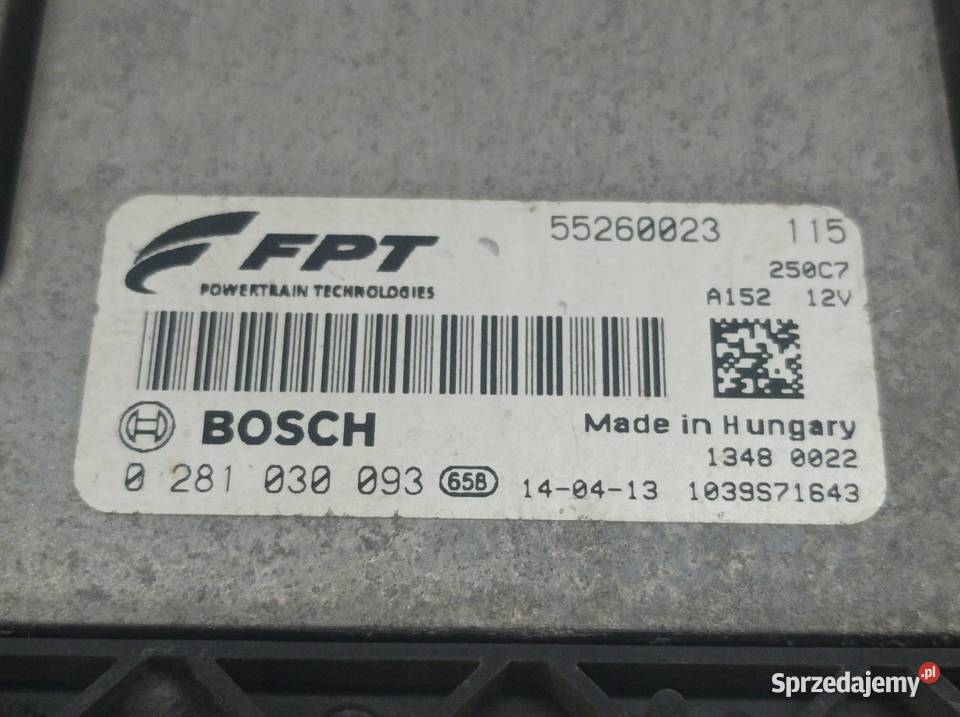 FPT
POWERTRAIN TECHNOLOGIES
55260023 115
250C7
A152 12V
BOSCH
Made in Hungary
1348 0022
0 281 030 093 65B 14-04-13 1039S71643
Sprzedajemy.pl